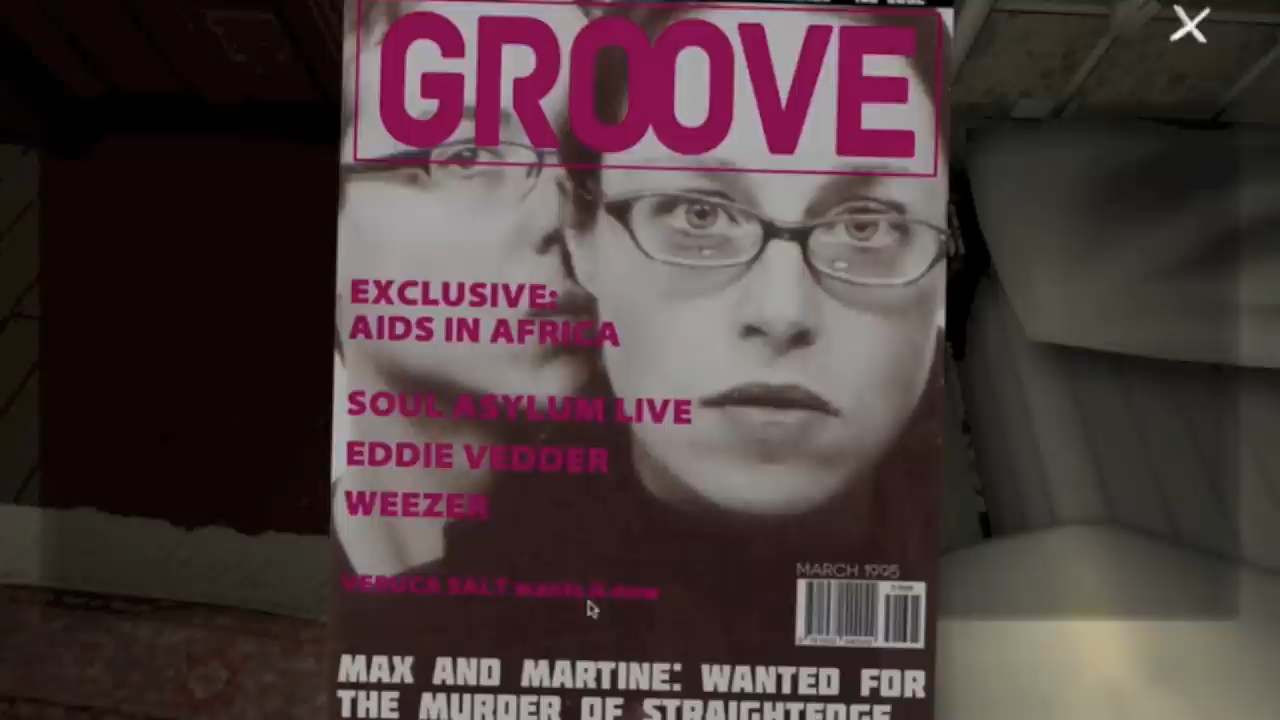 GROOVE
EXCLUSIVE:
AIDS IN AFRICA
SOUL ASYLUM LIVE
EDDIE VEDDER
WEEZER
VERUCA SALT
MARCH 1995
MAX AND MARTINE: WANTED FOR
THE MURDER OF STRAIGHTEDGE